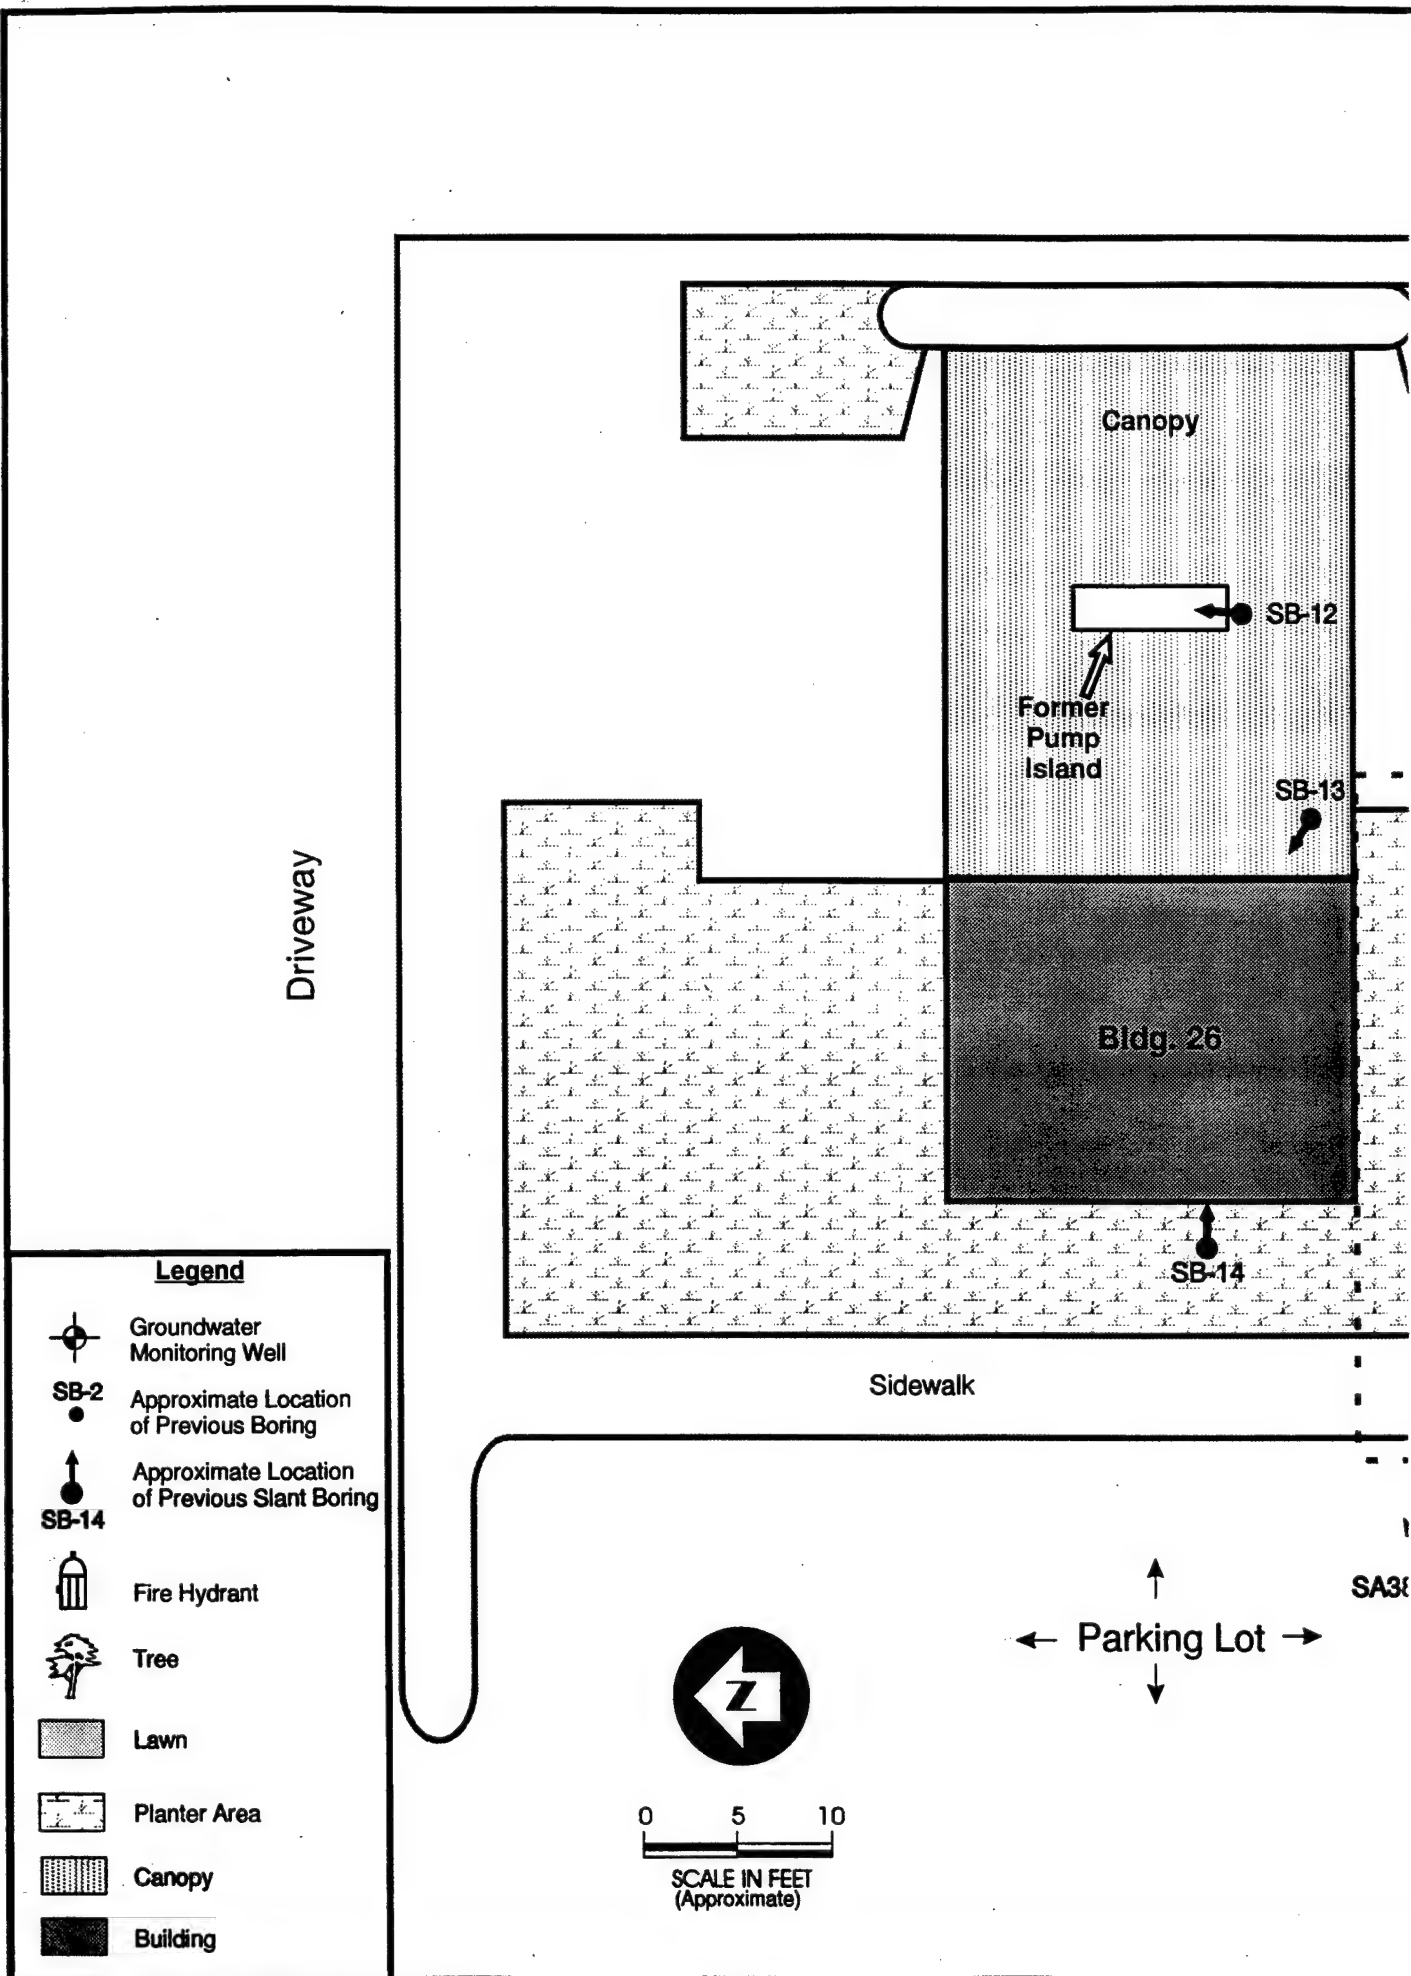 Canopy
SB-12
Former
Pump
Island
SB-13
Driveway
Bldg. 26
SB-14
Sidewalk
Legend
Groundwater
Monitoring Well
SB-2
Approximate Location
of Previous Boring
Approximate Location
of Previous Slant Boring
SB-14
Fire Hydrant
Tree
Lawn
Planter Area
Canopy
Building
Parking Lot
Z
0 5 10
SCALE IN FEET
(Approximate)